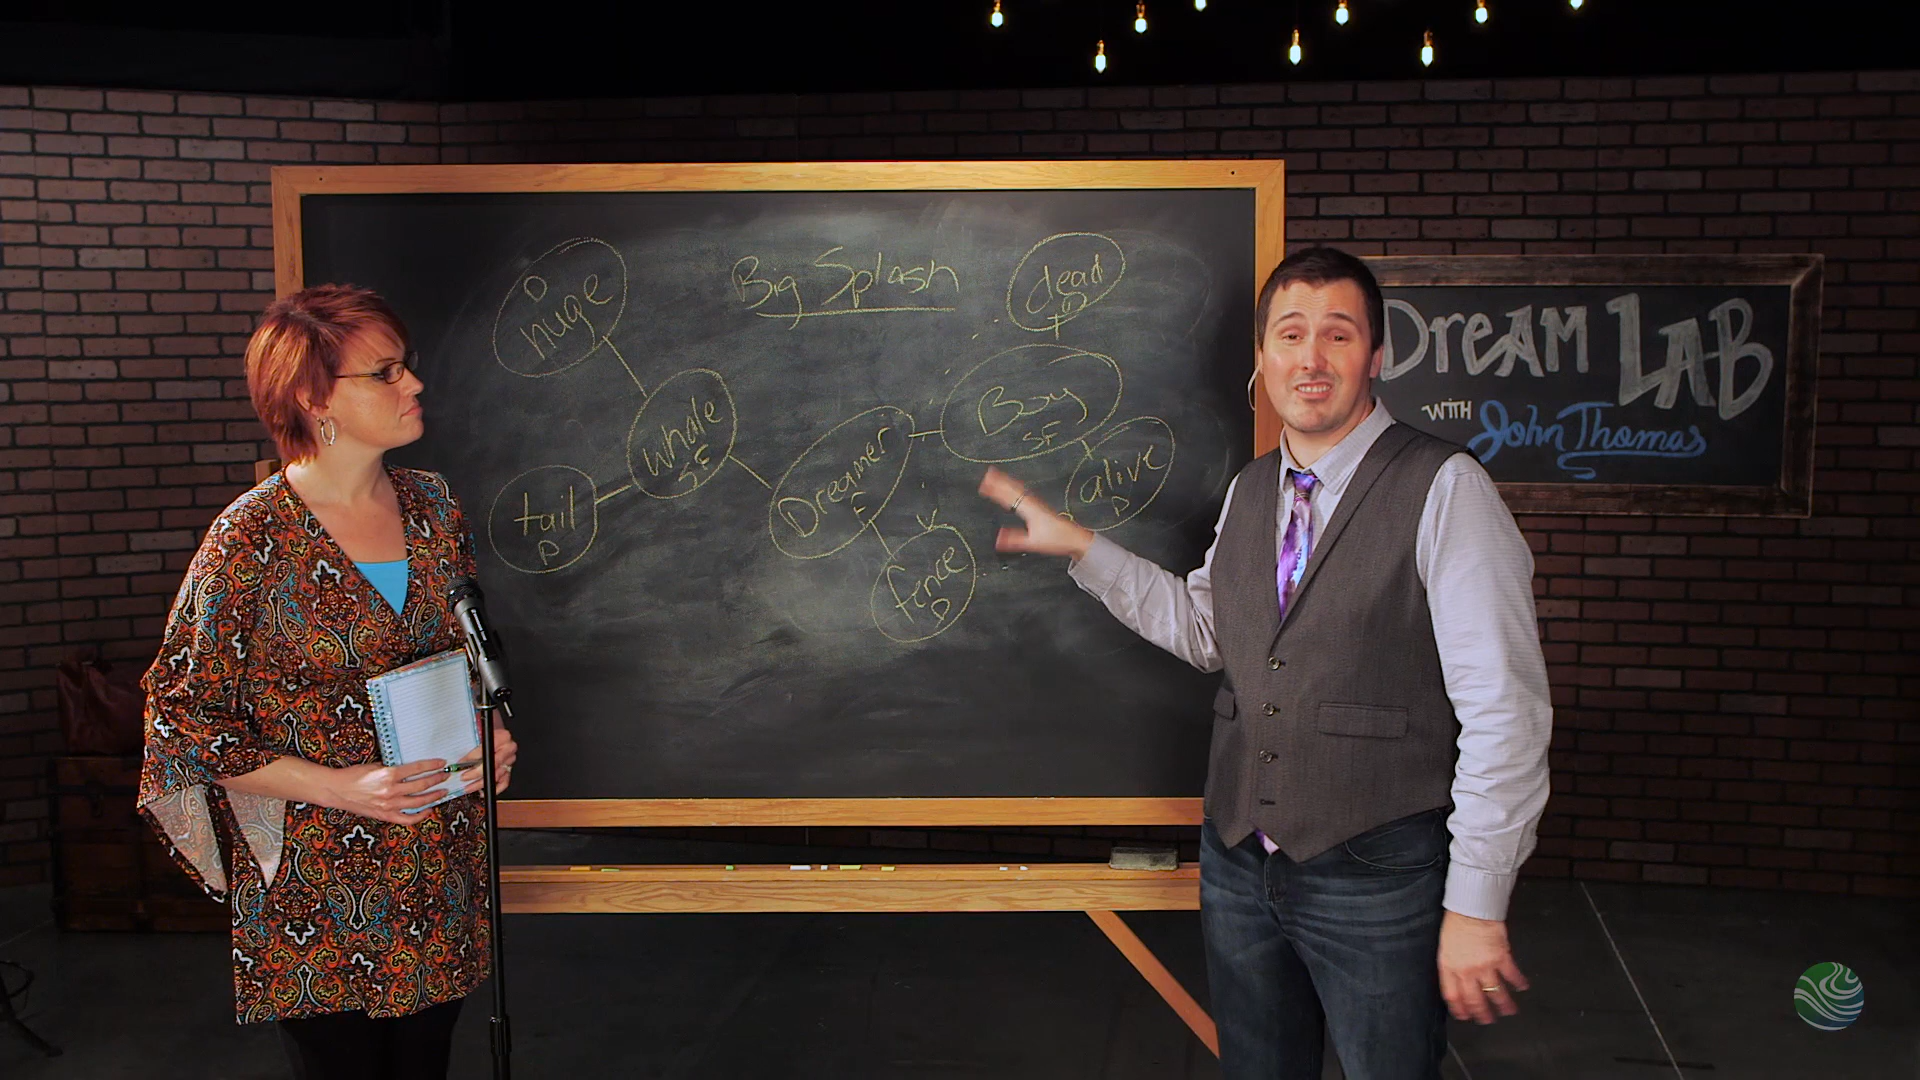 Big Splash
D
huge
dead
D
whale
SF
Boy
SF
Dreamer
F
tail
D
alive
D
fence
D
DreAM LAB
WITH John Thomas